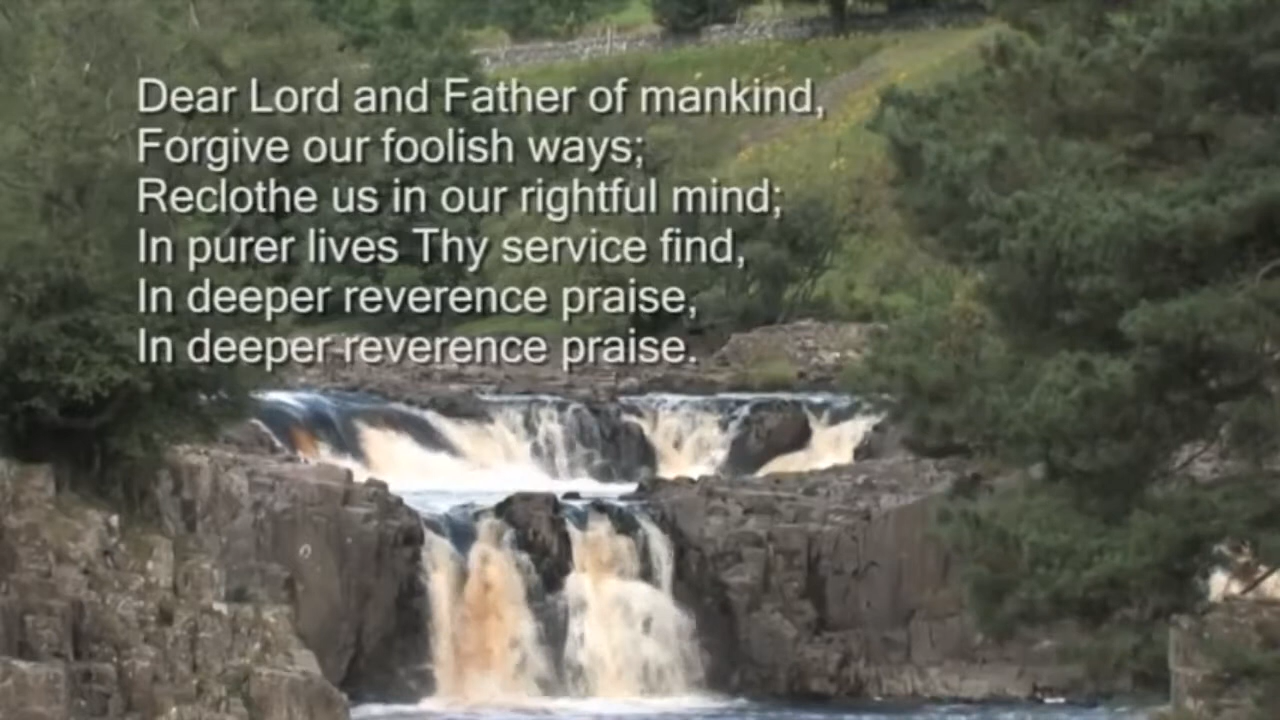 Dear Lord and Father of mankind,
Forgive our foolish ways;
Reclothe us in our rightful mind;
In purer lives Thy service find,
In deeper reverence praise,
In deeper reverence praise.